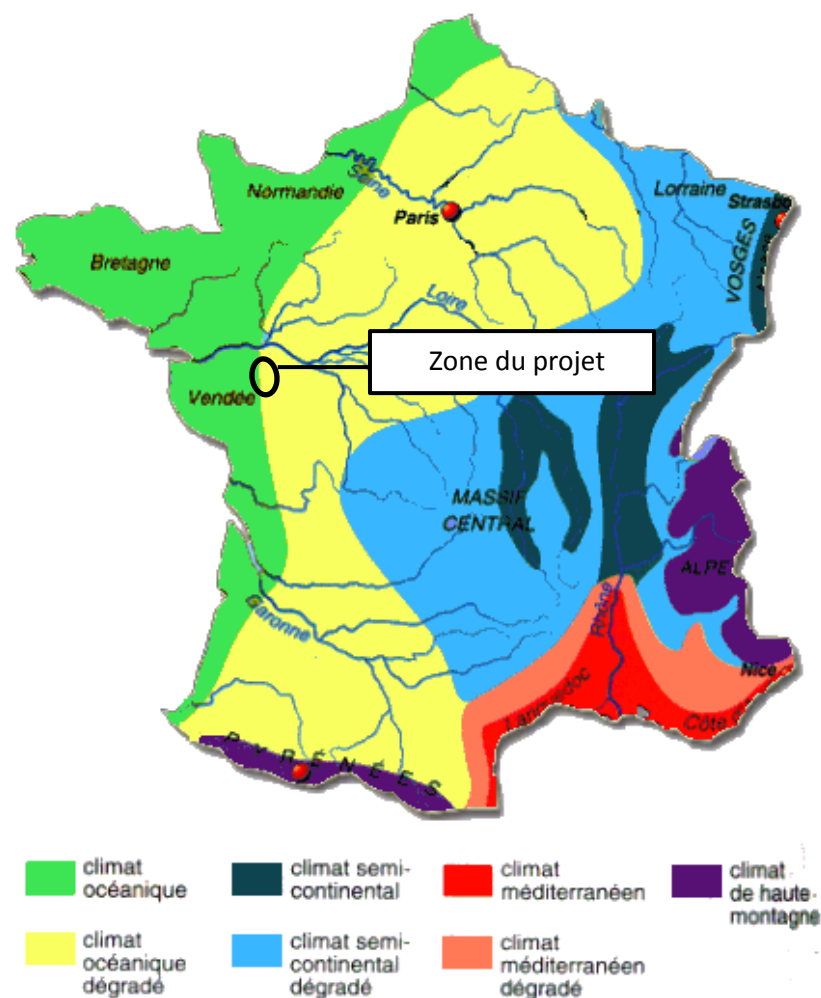 Normandie
Seine
Paris
Lorraine
Strasbo
VOSGES
Bretagne
Loire
Zone du projet
Vendée
MASSIF
CENTRAL
ALPE
Rhône
Garonne
Nice
Languedoc
Côte d
PYRÉNÉES
climat
océanique
climat semi-
continental
climat
méditerranéen
climat
de haute-
montagne
climat
océanique
dégradé
climat semi-
continental
dégradé
climat
méditerranéen
dégradé